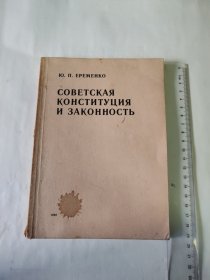 Ю. П. ЕРЕМЕНКО
СОВЕТСКАЯ
КОНСТИТУЦИЯ
И ЗАКОННОСТЬ